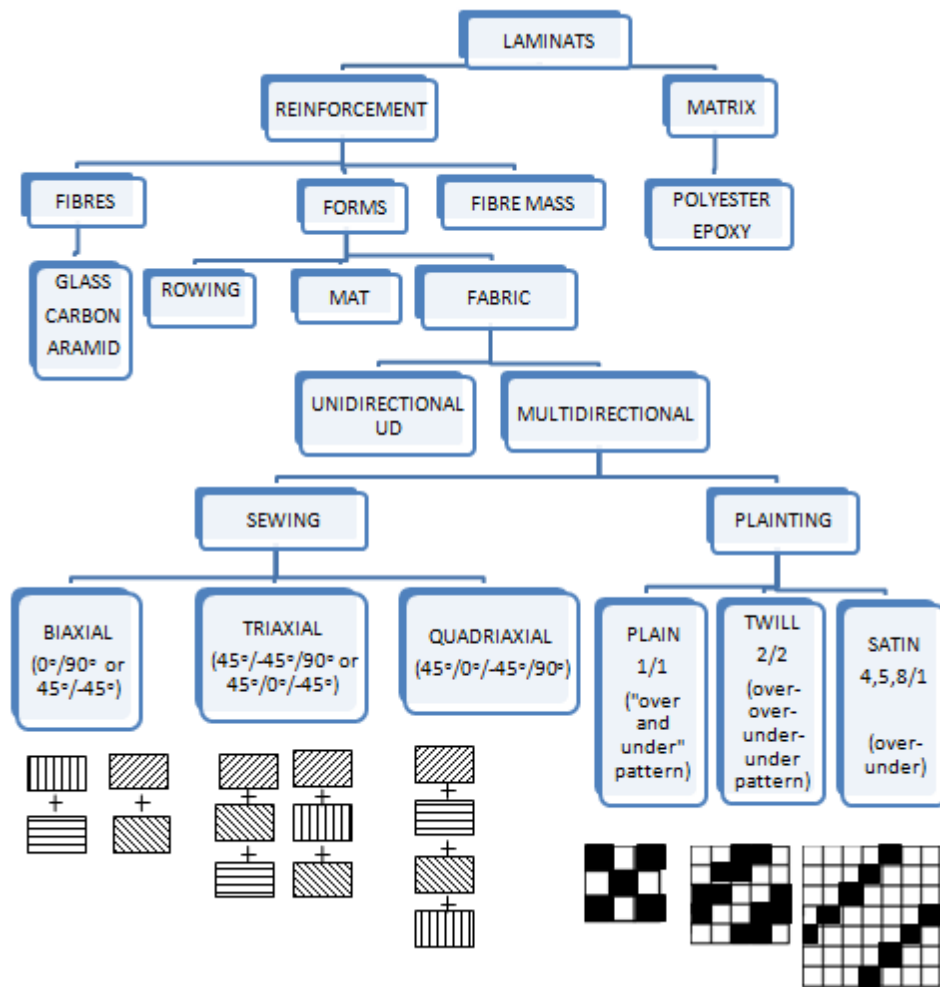 LAMINATS
REINFORCEMENT
MATRIX
FIBRES
FORMS
FIBRE MASS
POLYESTER
EPOXY
GLASS
CARBON
ARAMID
ROWING
MAT
FABRIC
UNIDIRECTIONAL
UD
MULTIDIRECTIONAL
SEWING
PLAINTING
BIAXIAL
(0°/90° or
45°/-45°)
TRIAXIAL
(45°/-45°/90° or
45°/0°/-45°)
QUADRIAXIAL
(45°/0°/-45°/90°)
PLAIN
1/1
("over
and
under"
pattern)
TWILL
2/2
(over-
over-
under-
under
pattern)
SATIN
4,5,8/1
(over-
under)
+
+
+
+
+
+
+
+
+